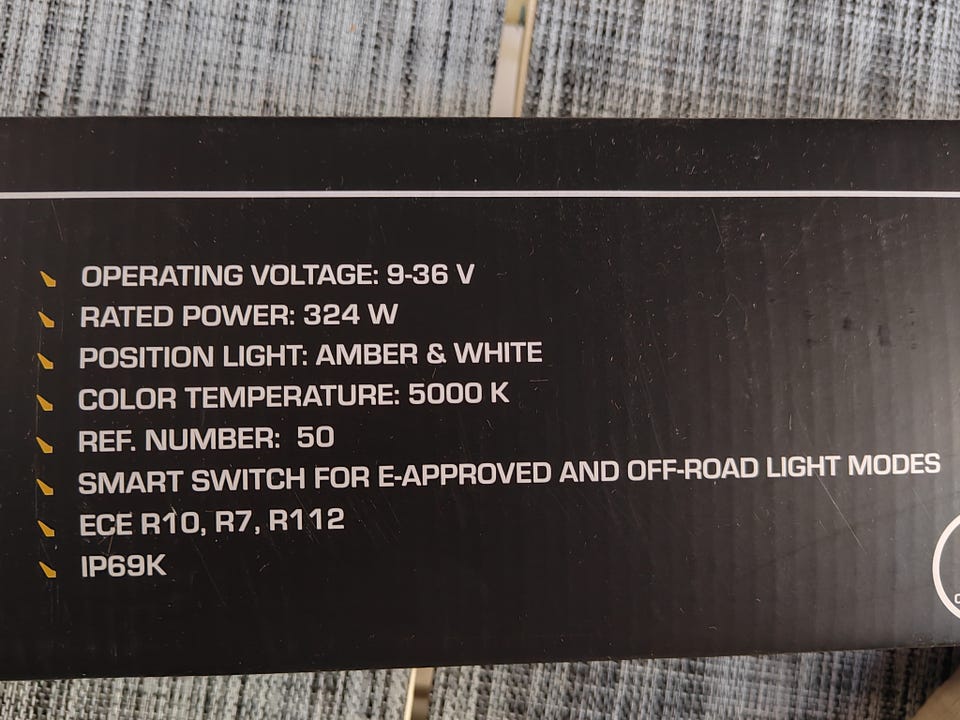 OPERATING VOLTAGE: 9-36 V
RATED POWER: 324 W
POSITION LIGHT: AMBER & WHITE
COLOR TEMPERATURE: 5000 K
REF. NUMBER: 50
SMART SWITCH FOR E-APPROVED AND OFF-ROAD LIGHT MODES
ECE R10, R7, R112
IP69K